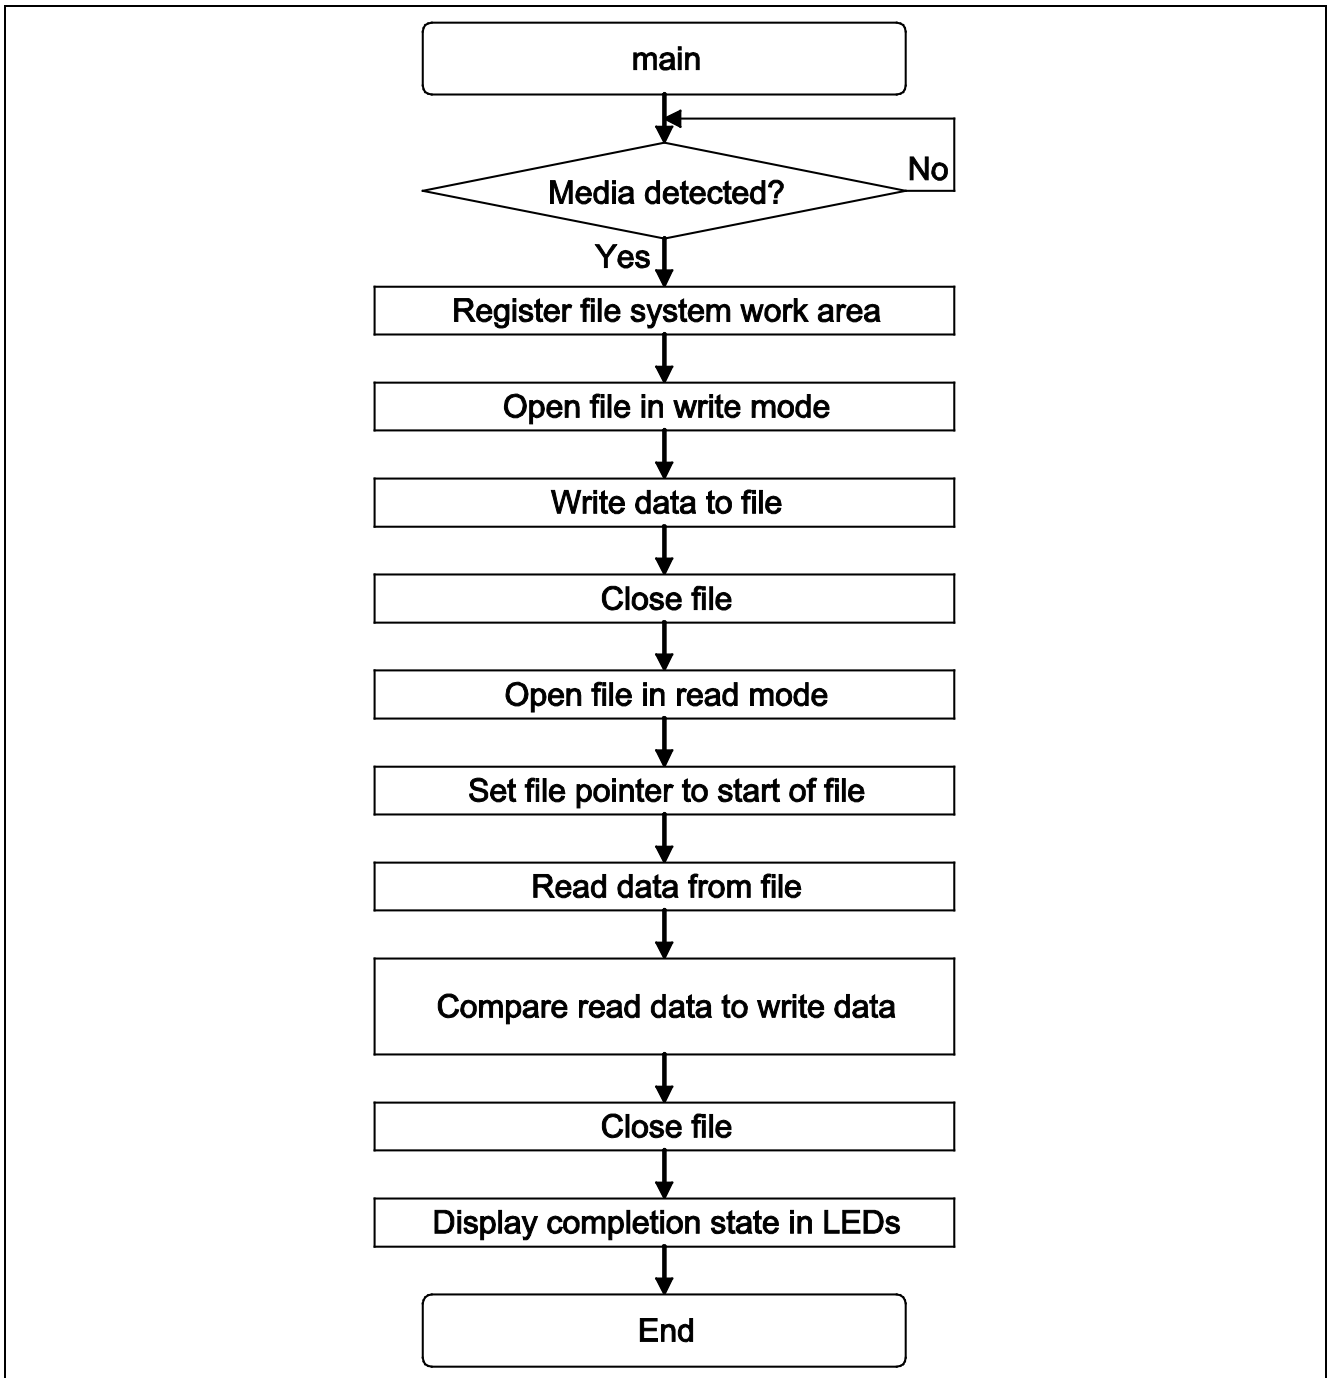 main
No
Media detected?
Yes
Register file system work area
Open file in write mode
Write data to file
Close file
Open file in read mode
Set file pointer to start of file
Read data from file
Compare read data to write data
Close file
Display completion state in LEDs
End